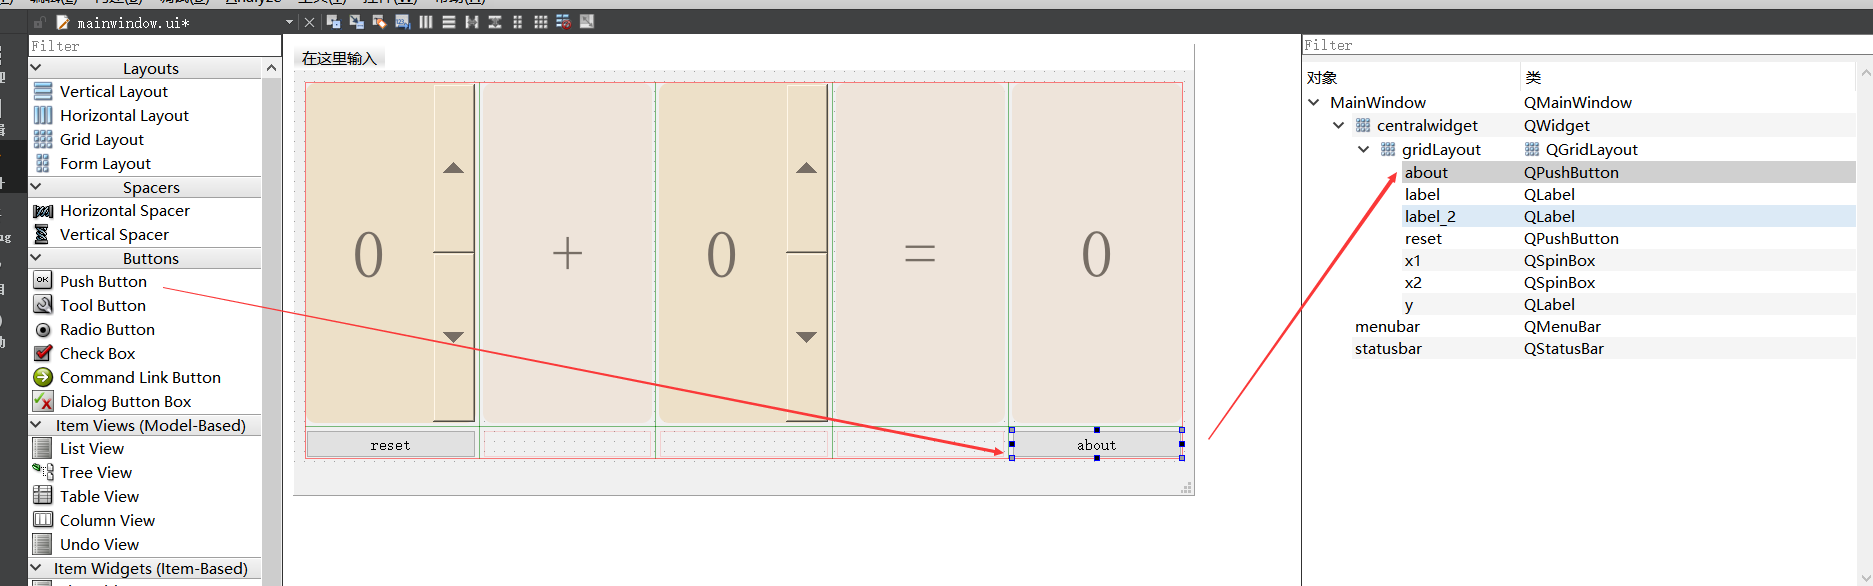 mainwindow.ui*
Filter
Layouts
Vertical Layout
Horizontal Layout
Grid Layout
Form Layout
Spacers
Horizontal Spacer
Vertical Spacer
Buttons
Push Button
Tool Button
Radio Button
Check Box
Command Link Button
Dialog Button Box
Item Views (Model-Based)
List View
Tree View
Table View
Column View
Undo View
Item Widgets (Item-Based)
在这里输入
0 + 0 = 0
reset about
Filter
对象 类
MainWindow QMainWindow
centralwidget QWidget
gridLayout QGridLayout
about QPushButton
label QLabel
label_2 QLabel
reset QPushButton
x1 QSpinBox
x2 QSpinBox
y QLabel
menubar QMenuBar
statusbar QStatusBar